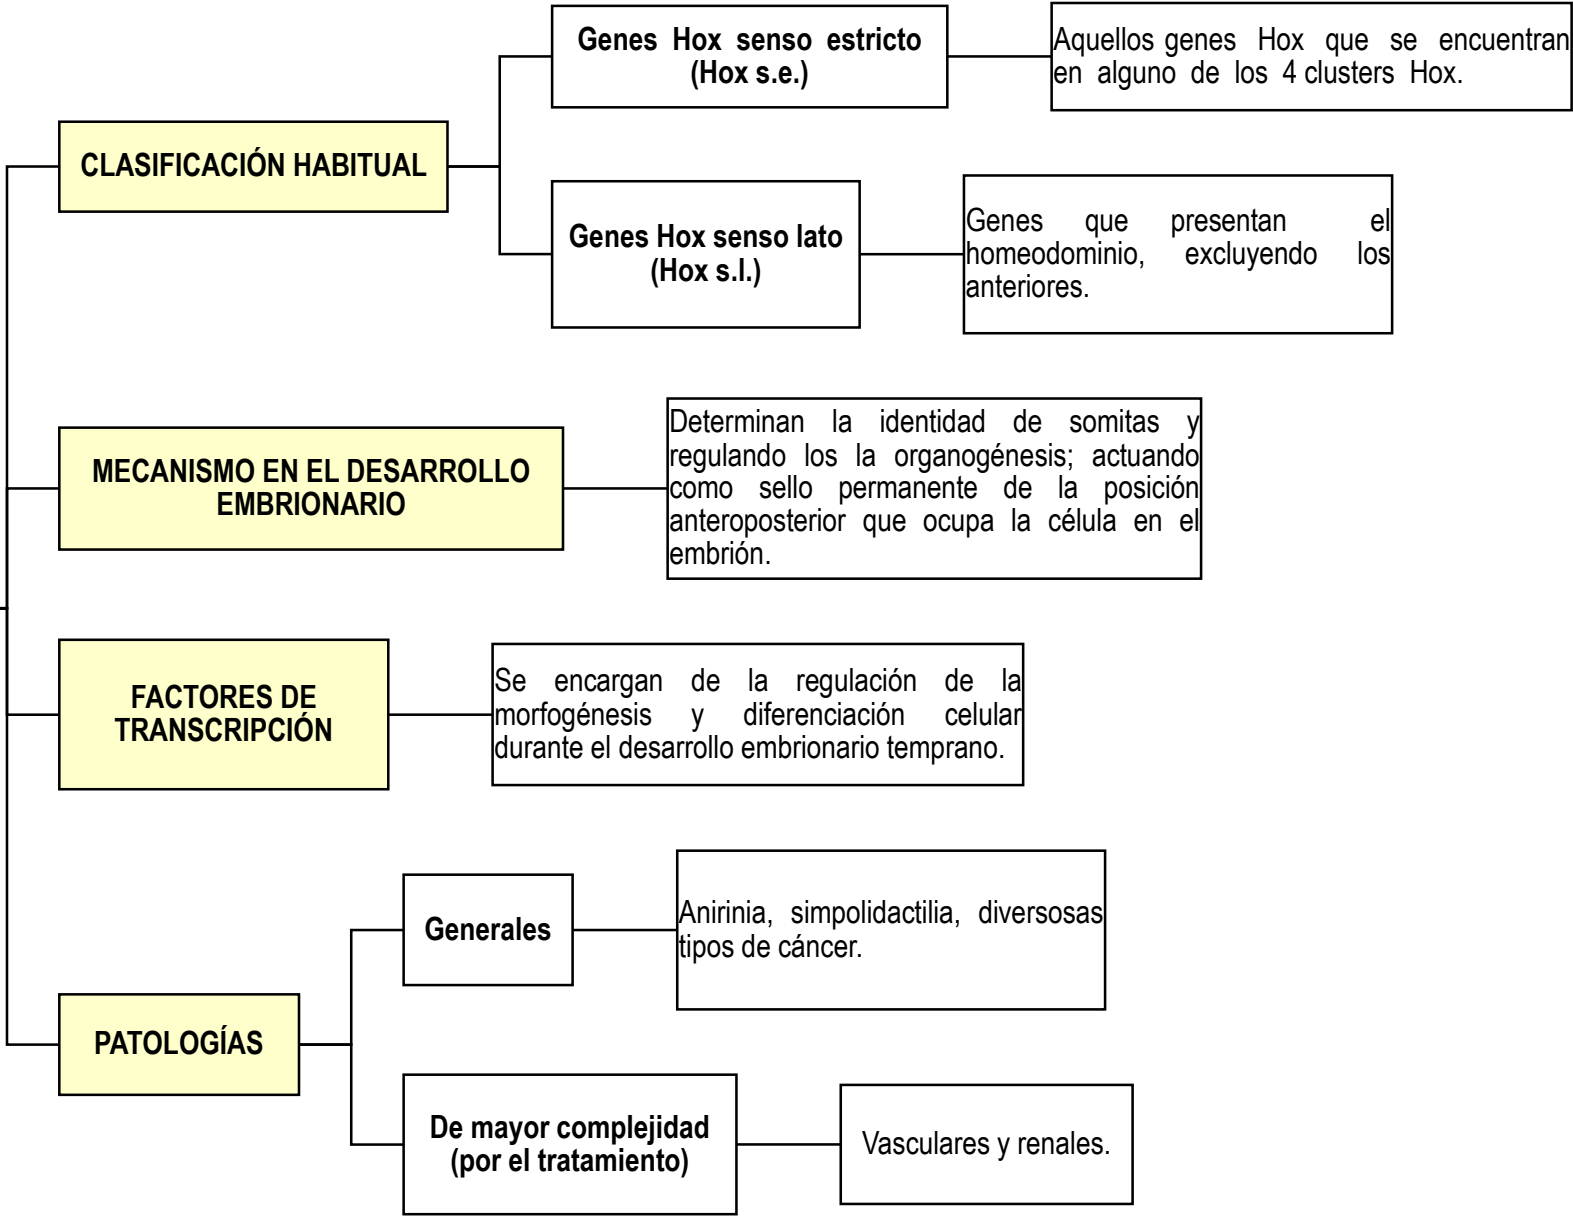 Genes Hox senso estricto
(Hox s.e.)
Aquellos genes Hox que se encuentran
en alguno de los 4 clusters Hox.
CLASIFICACIÓN HABITUAL
Genes Hox senso lato
(Hox s.l.)
Genes que presentan el
homeodominio, excluyendo los
anteriores.
MECANISMO EN EL DESARROLLO
EMBRIONARIO
Determinan la identidad de somitas y
regulando los la organogénesis; actuando
como sello permanente de la posición
anteroposterior que ocupa la célula en el
embrión.
FACTORES DE
TRANSCRIPCIÓN
Se encargan de la regulación de la
morfogénesis y diferenciación celular
durante el desarrollo embrionario temprano.
PATOLOGÍAS
Generales
Anirinia, simpolidactilia, diversosas
tipos de cáncer.
De mayor complejidad
(por el tratamiento)
Vasculares y renales.